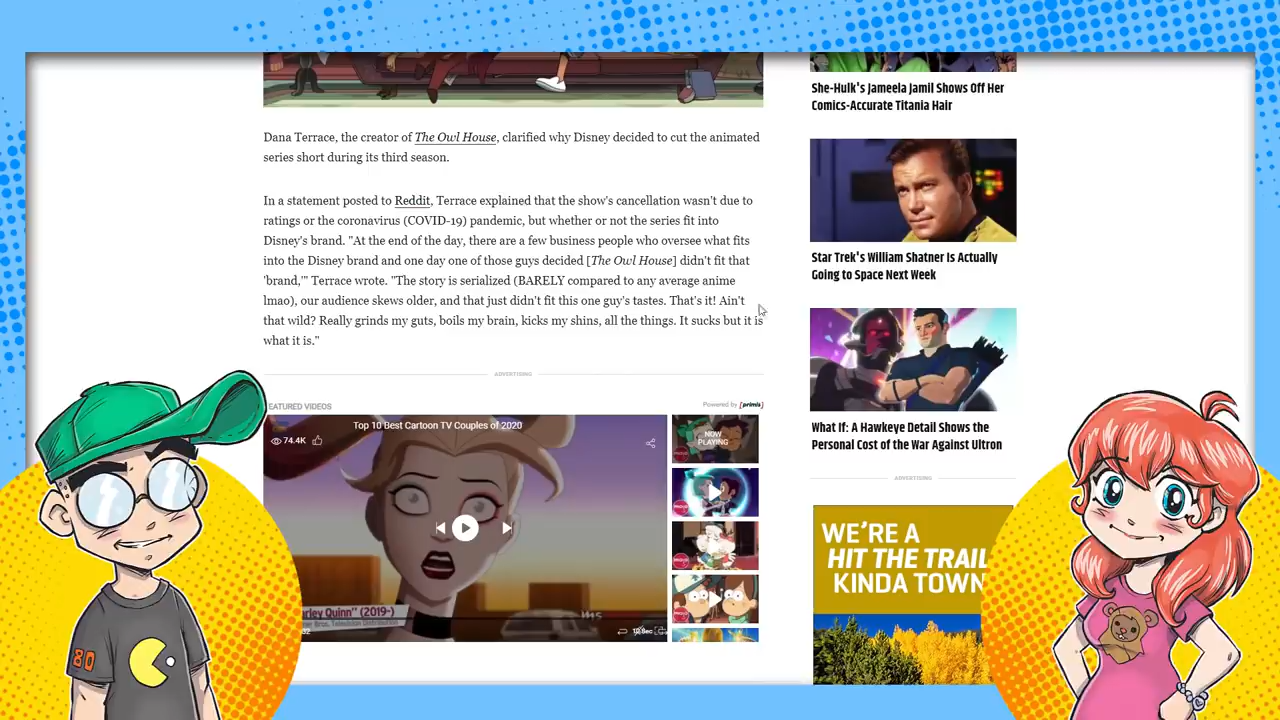 Dana Terrace, the creator of The Owl House, clarified why Disney decided to cut the animated
series short during its third season.
In a statement posted to Reddit, Terrace explained that the show's cancellation wasn't due to
ratings or the coronavirus (COVID-19) pandemic, but whether or not the series fit into
Disney's brand. "At the end of the day, there are a few business people who oversee what fits
into the Disney brand and one day one of those guys decided [The Owl House] didn't fit that
'brand,'" Terrace wrote. "The story is serialized (BARELY compared to any average anime
lmao), our audience skews older, and that just didn't fit this one guy's tastes. That's it! Ain't
that wild? Really grinds my guts, boils my brain, kicks my shins, all the things. It sucks but it is
what it is."
ADVERTISING
EATURED VIDEOS
Powered by [primis]
Top 10 Best Cartoon TV Couples of 2020
74.4K
NOW
PLAYING
arley Quinn" (2019-)
Bros. Television Distribution
She-Hulk's Jameela Jamil Shows Off Her
Comics-Accurate Titania Hair
Star Trek's William Shatner Is Actually
Going to Space Next Week
What If: A Hawkeye Detail Shows the
Personal Cost of the War Against Ultron
ADVERTISING
WE'RE A
HIT THE TRAIL
KINDA TOWN
80